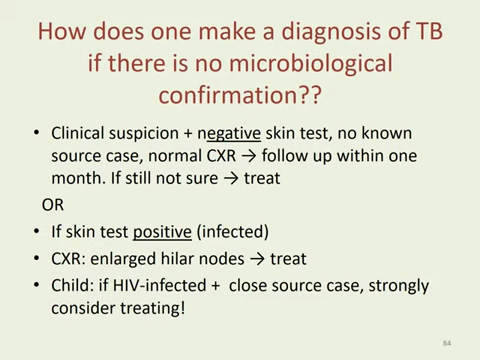 How does one make a diagnosis of TB
if there is no microbiological
confirmation??
• Clinical suspicion + negative skin test, no known
source case, normal CXR → follow up within one
month. If still not sure → treat
OR
• If skin test positive (infected)
• CXR: enlarged hilar nodes → treat
• Child: if HIV-infected + close source case, strongly
consider treating!
84